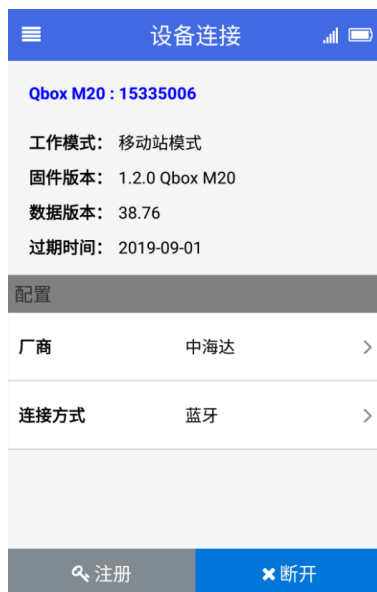 设备连接
Qbox M20 : 15335006
工作模式： 移动站模式
固件版本： 1.2.0 Qbox M20
数据版本： 38.76
过期时间： 2019-09-01
配置
厂商 中海达
连接方式 蓝牙
注册 断开